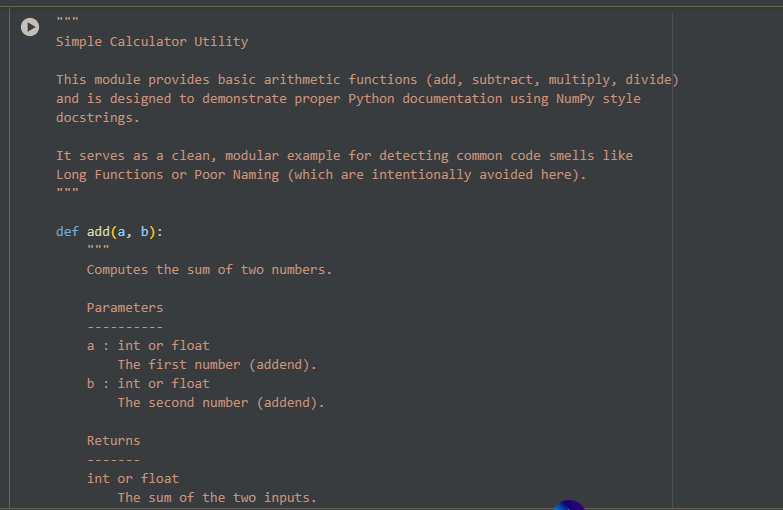 """
Simple Calculator Utility
This module provides basic arithmetic functions (add, subtract, multiply, divide)
and is designed to demonstrate proper Python documentation using NumPy style
docstrings.
It serves as a clean, modular example for detecting common code smells like
Long Functions or Poor Naming (which are intentionally avoided here).
"""
def add(a, b):
"""
Computes the sum of two numbers.
Parameters
----------
a : int or float
The first number (addend).
b : int or float
The second number (addend).
Returns
-------
int or float
The sum of the two inputs.